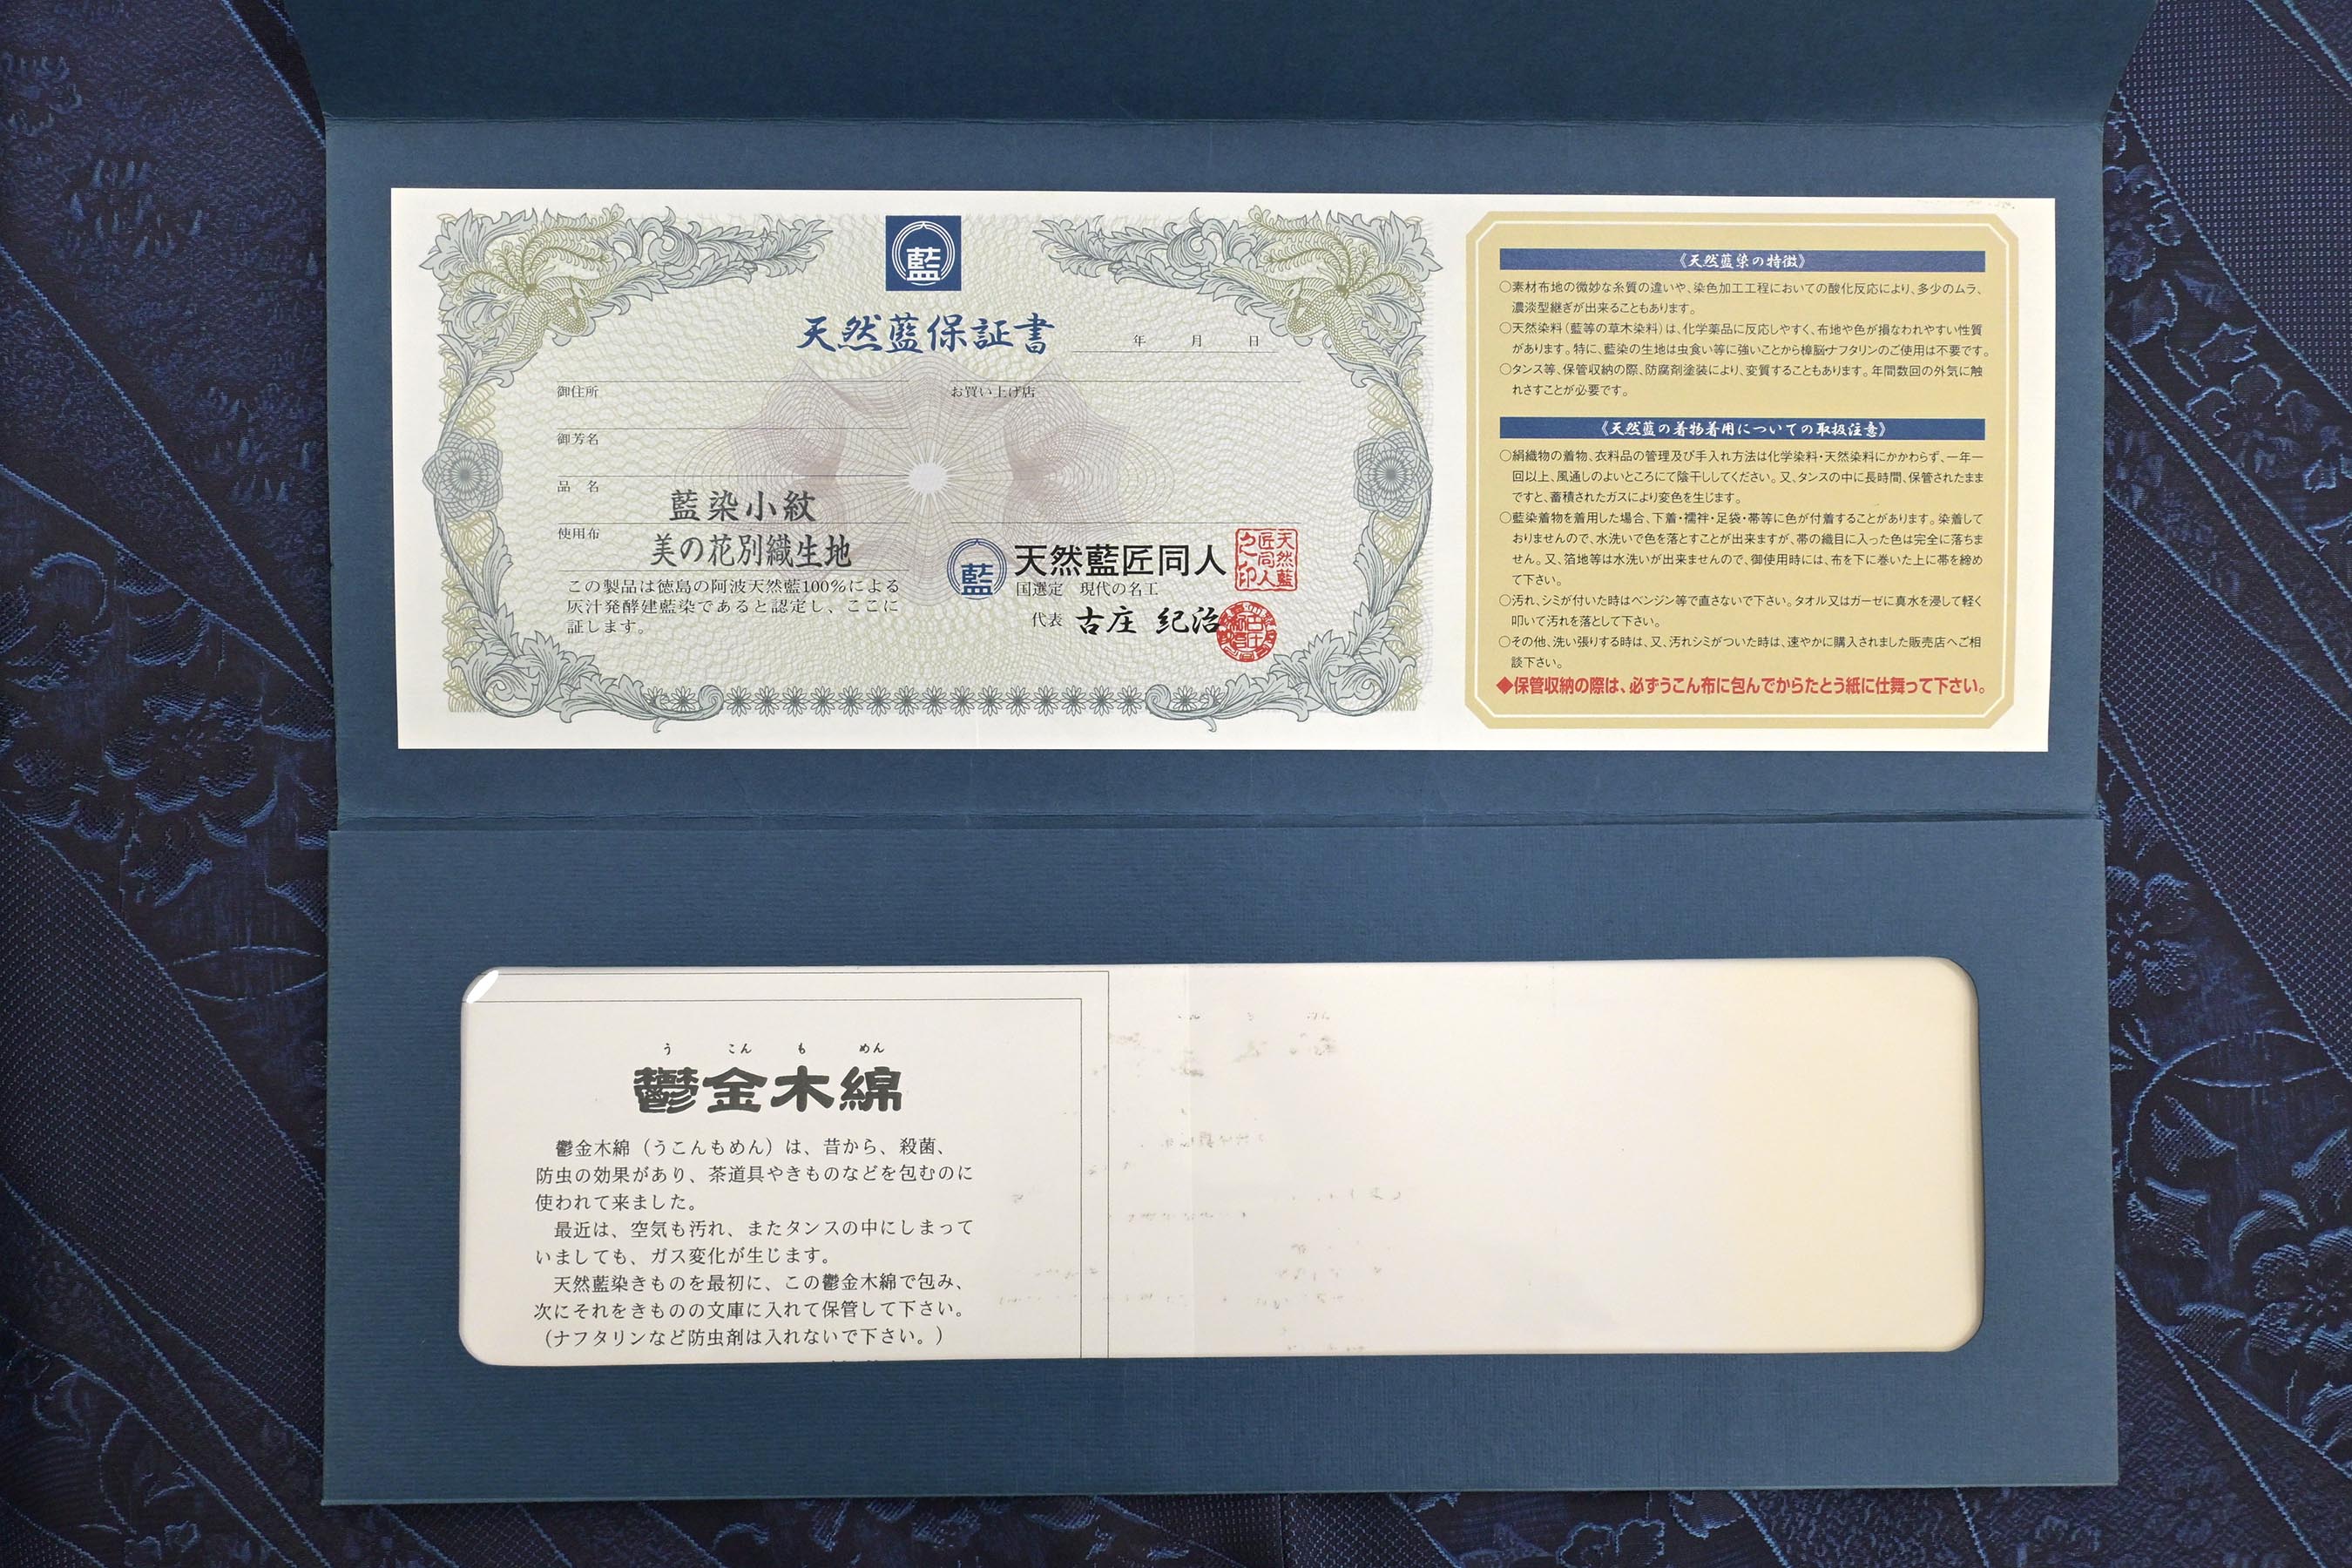 藍
天然藍保証書
年　月　日
御住所
お買い上げ店
御芳名
品　名
藍染小紋
使用布
美の花別織生地
この製品は徳島の阿波天然藍100%による
灰汁発酵建藍染であると認定し、ここに
証します。
藍
天然藍匠同人
国選定　現代の名工
代表　古庄　紀治
天然藍
匠同人
之印
《天然藍染の特徴》
○素材布地の微妙な糸質の違いや、染色加工工程においての酸化反応により、多少のムラ、
濃淡型継ぎが出来ることもあります。
○天然染料(藍等の草木染料)は、化学薬品に反応しやすく、布地や色が損なわれやすい性質
があります。特に、藍染の生地は虫食い等に強いことから樟脳・ナフタリンのご使用は不要です。
○タンス等、保管収納の際、防腐剤塗装により、変質することもあります。年間数回の外気に触
れさすことが必要です。
《天然藍の着物着用についての取扱注意》
○絹織物の着物、衣料品の管理及び手入れ方法は化学染料・天然染料にかかわらず、一年一
回以上、風通しのよいところにて陰干ししてください。又、タンスの中に長時間、保管されたまま
ですと、蓄積されたガスにより変色を生じます。
○藍染着物を着用した場合、下着・襦袢・足袋・帯等に色が付着することがあります。染着して
おりませんので、水洗いで色を落とすことが出来ますが、帯の織目に入った色は完全に落ちま
せん。又、箔地等は水洗いが出来ませんので、御使用時には、布を下に巻いた上に帯を締め
て下さい。
○汚れ、シミが付いた時はベンジン等で直さないで下さい。タオル又はガーゼに真水を浸して軽く
叩いて汚れを落として下さい。
○その他、洗い張りする時は、又、汚れシミがついた時は、速やかに購入されました販売店へご相
談下さい。
◆保管収納の際は、必ずうこん布に包んでからたとう紙に仕舞って下さい。
う　こん　も　めん
鬱金木綿
鬱金木綿（うこんもめん）は、昔から、殺菌、
防虫の効果があり、茶道具やきものなどを包むのに
使われて来ました。
最近は、空気も汚れ、またタンスの中にしまって
いましても、ガス変化が生じます。
天然藍染きものを最初に、この鬱金木綿で包み、
次にそれをきものの文庫に入れて保管して下さい。
（ナフタリンなど防虫剤は入れないで下さい。）